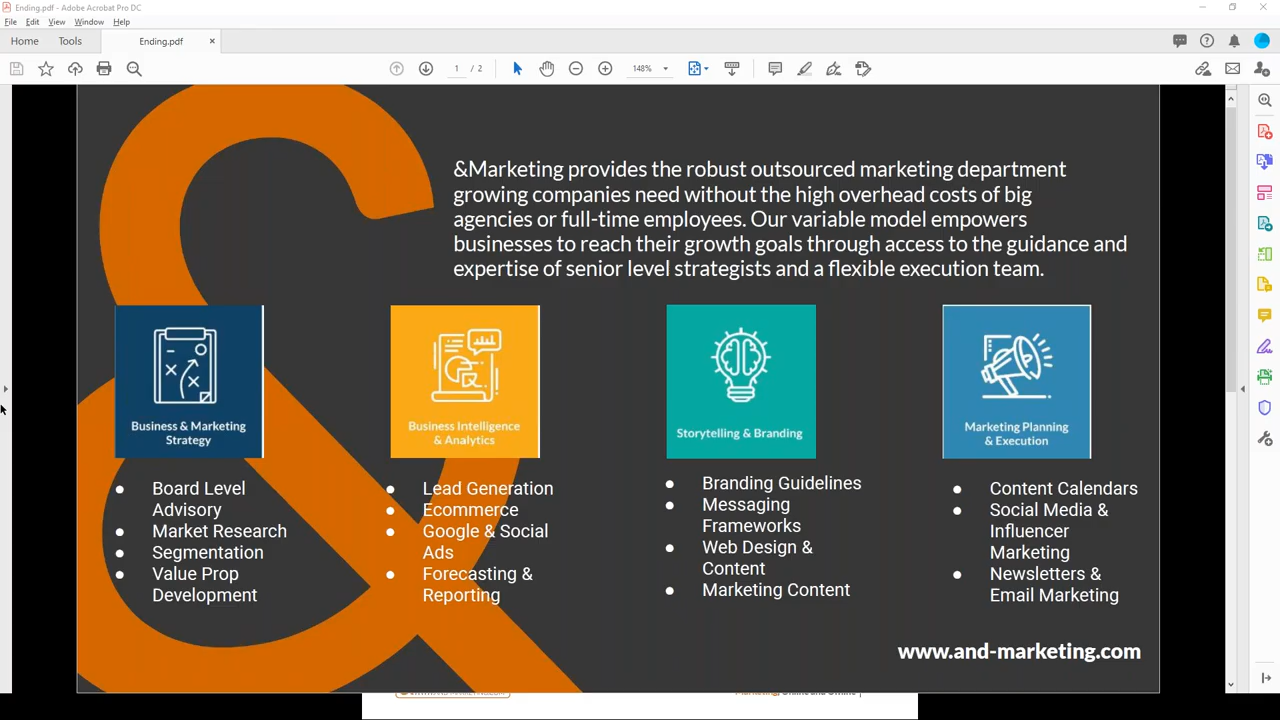 Ending.pdf - Adobe Acrobat Pro DC
File Edit View Window Help
Home Tools Ending.pdf ×
1 / 2 148%
&Marketing provides the robust outsourced marketing department
growing companies need without the high overhead costs of big
agencies or full-time employees. Our variable model empowers
businesses to reach their growth goals through access to the guidance and
expertise of senior level strategists and a flexible execution team.
Business & Marketing
Strategy
● Board Level
Advisory
● Market Research
● Segmentation
● Value Prop
Development
Business Intelligence
& Analytics
● Lead Generation
● Ecommerce
● Google & Social
Ads
● Forecasting &
Reporting
Storytelling & Branding
● Branding Guidelines
● Messaging
Frameworks
● Web Design &
Content
● Marketing Content
Marketing Planning
& Execution
● Content Calendars
● Social Media &
Influencer
Marketing
● Newsletters &
Email Marketing
www.and-marketing.com